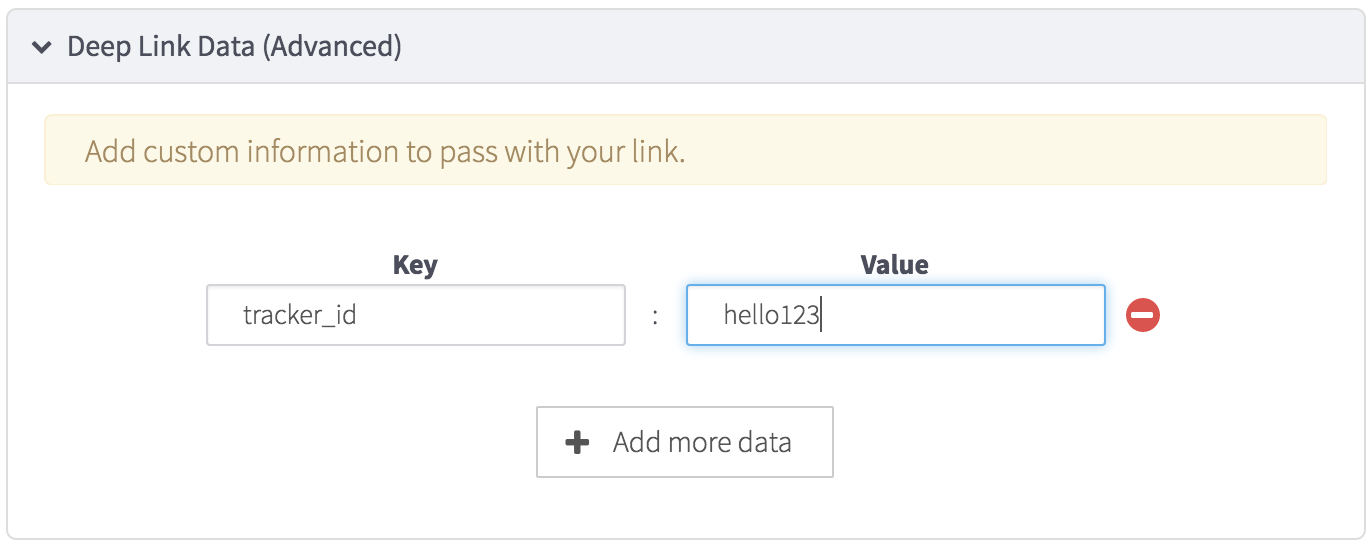 Deep Link Data (Advanced)
Add custom information to pass with your link.
Key Value
tracker_id : hello123
Add more data